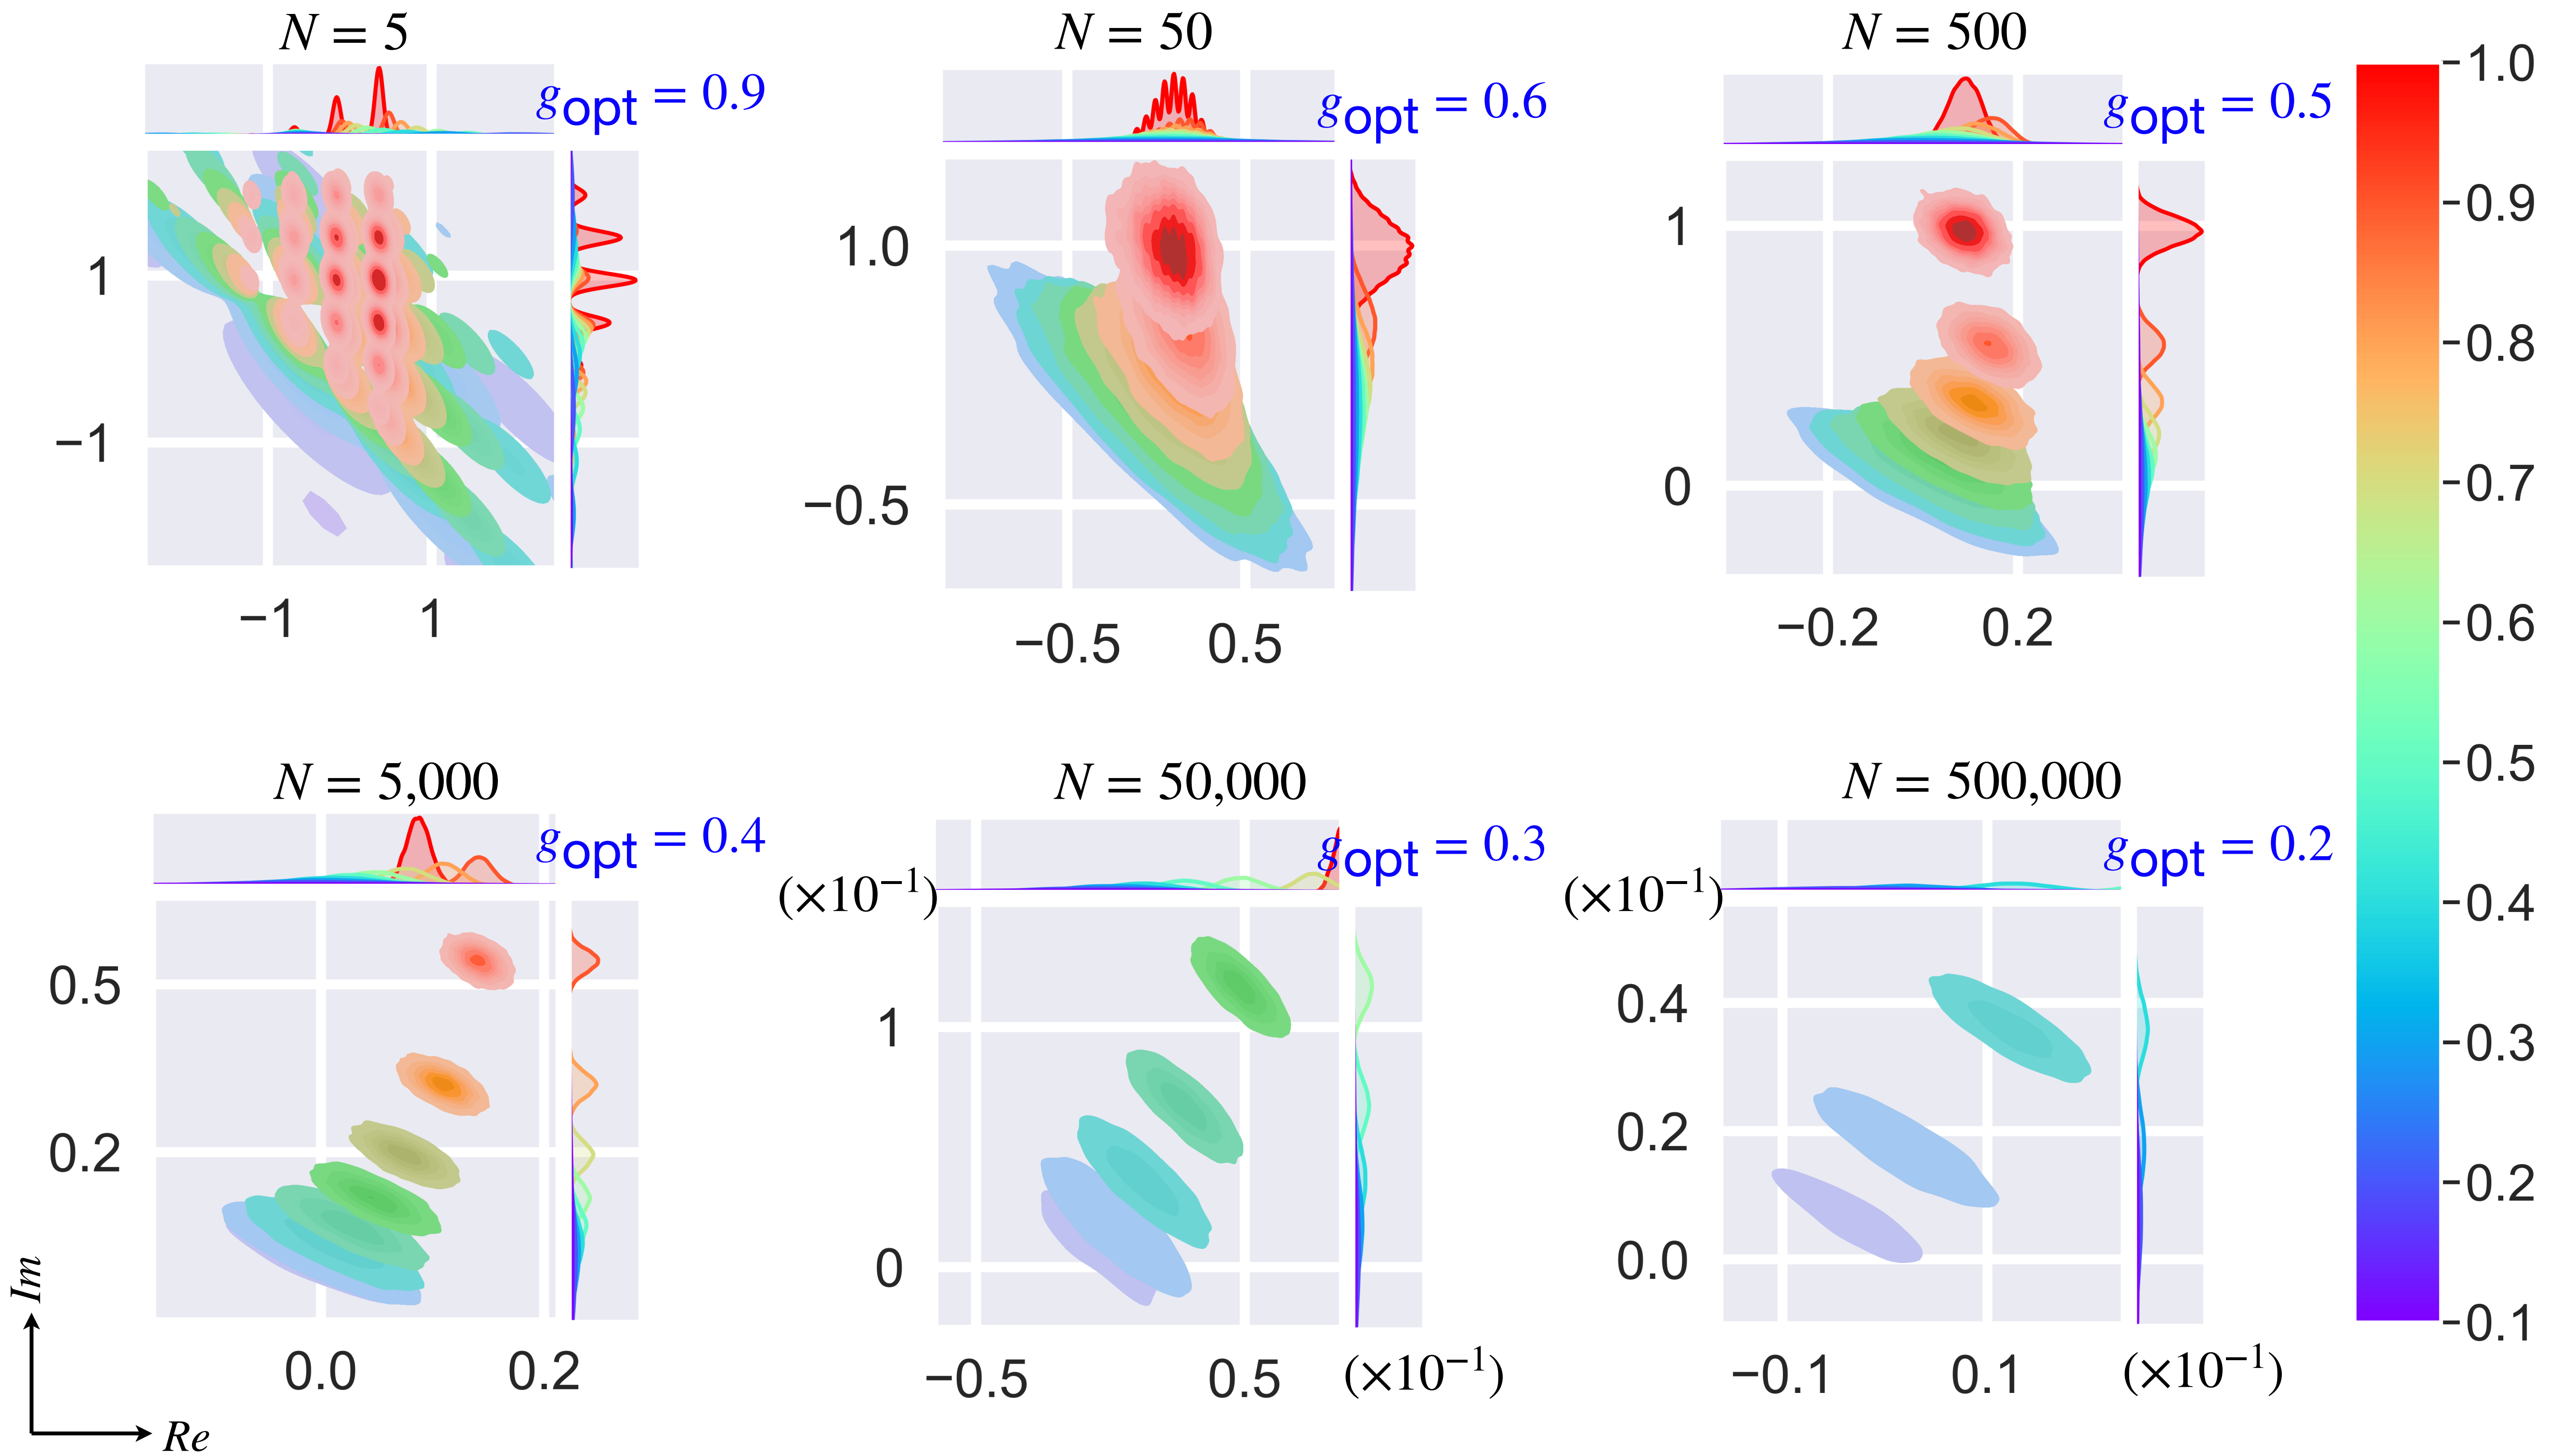 N = 5
g_opt = 0.9
1
−1
−1 1
N = 50
g_opt = 0.6
1.0
−0.5
−0.5 0.5
N = 500
g_opt = 0.5
1
0
−0.2 0.2
N = 5,000
g_opt = 0.4
0.5
0.2
0.0 0.2
N = 50,000
g_opt = 0.3
(×10⁻¹)
1
0
−0.5 0.5 (×10⁻¹)
N = 500,000
g_opt = 0.2
(×10⁻¹)
0.4
0.2
0.0
−0.1 0.1 (×10⁻¹)
1.0
0.9
0.8
0.7
0.6
0.5
0.4
0.3
0.2
0.1
Im
Re